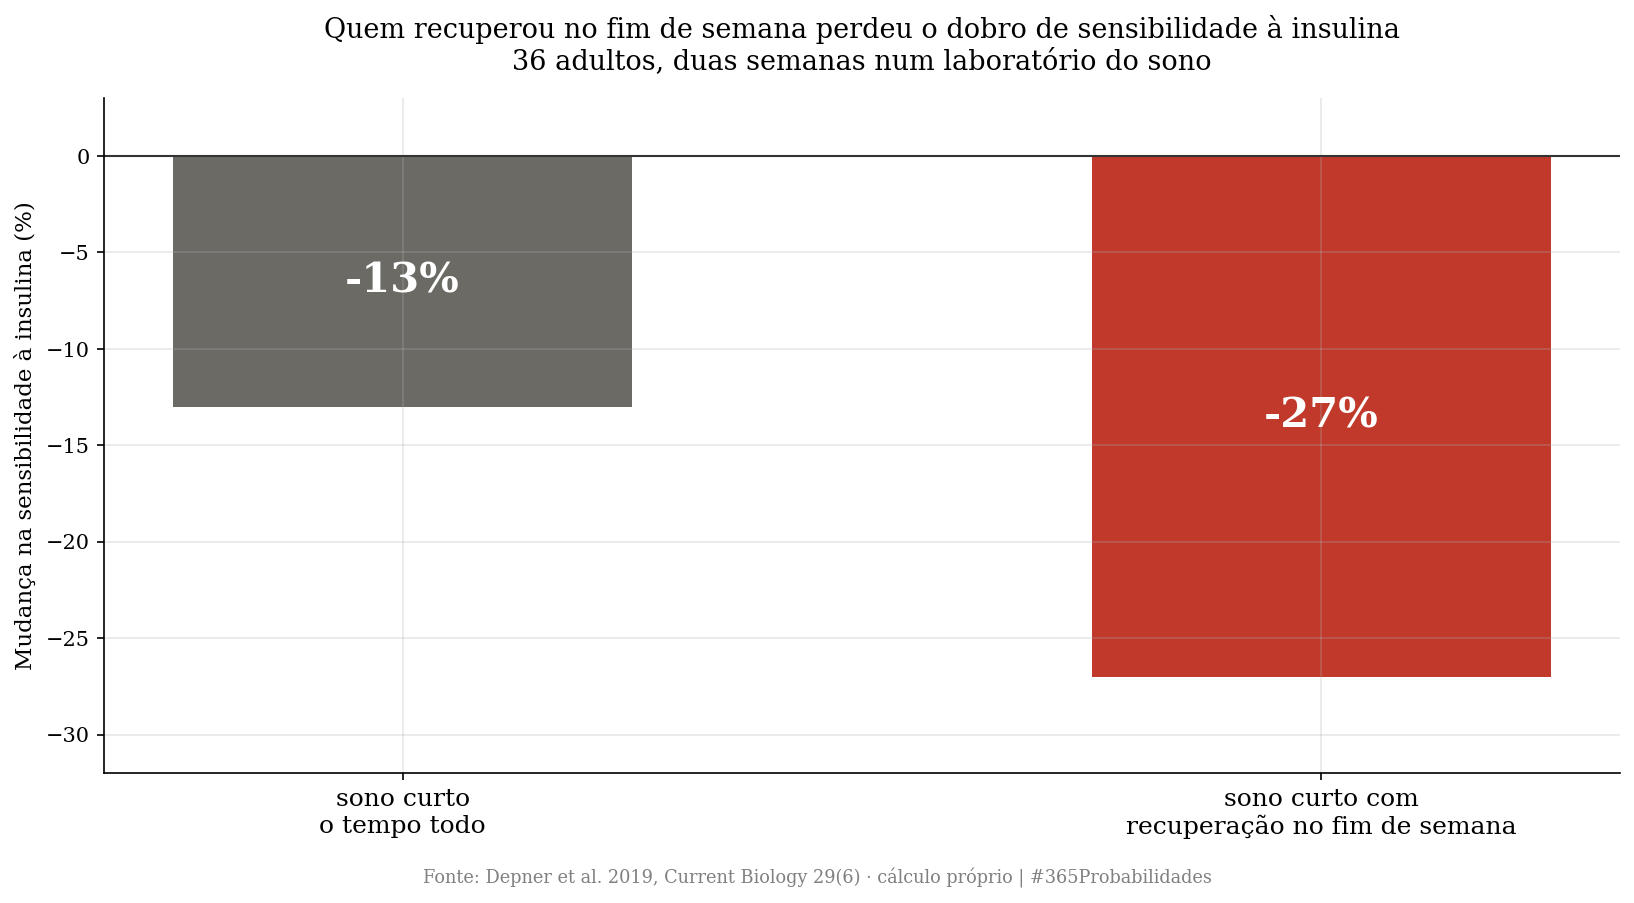 Quem recuperou no fim de semana perdeu o dobro de sensibilidade à insulina
36 adultos, duas semanas num laboratório do sono
Mudança na sensibilidade à insulina (%)
0
−5
−10
−15
−20
−25
−30
-13%
-27%
sono curto
o tempo todo
sono curto com
recuperação no fim de semana
Fonte: Depner et al. 2019, Current Biology 29(6) · cálculo próprio | #365Probabilidades